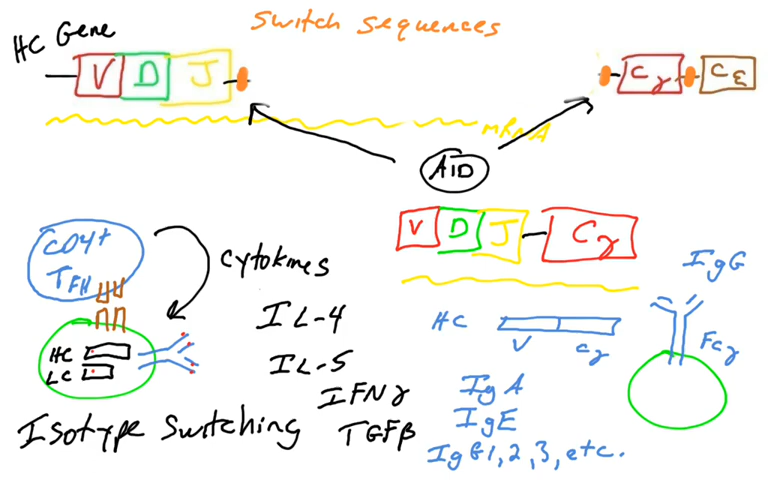 Switch Sequences
HC Gene
V D J
Cγ Cε
mRNA
AID
V D J Cγ
CD4+
TFH
cytokines
IgG
IL-4
HC
V Cγ
Fcγ
HC
LC
IL-5
IFNγ
IgA
Isotype Switching
TGFβ
IgE
IgG1, 2, 3, etc.